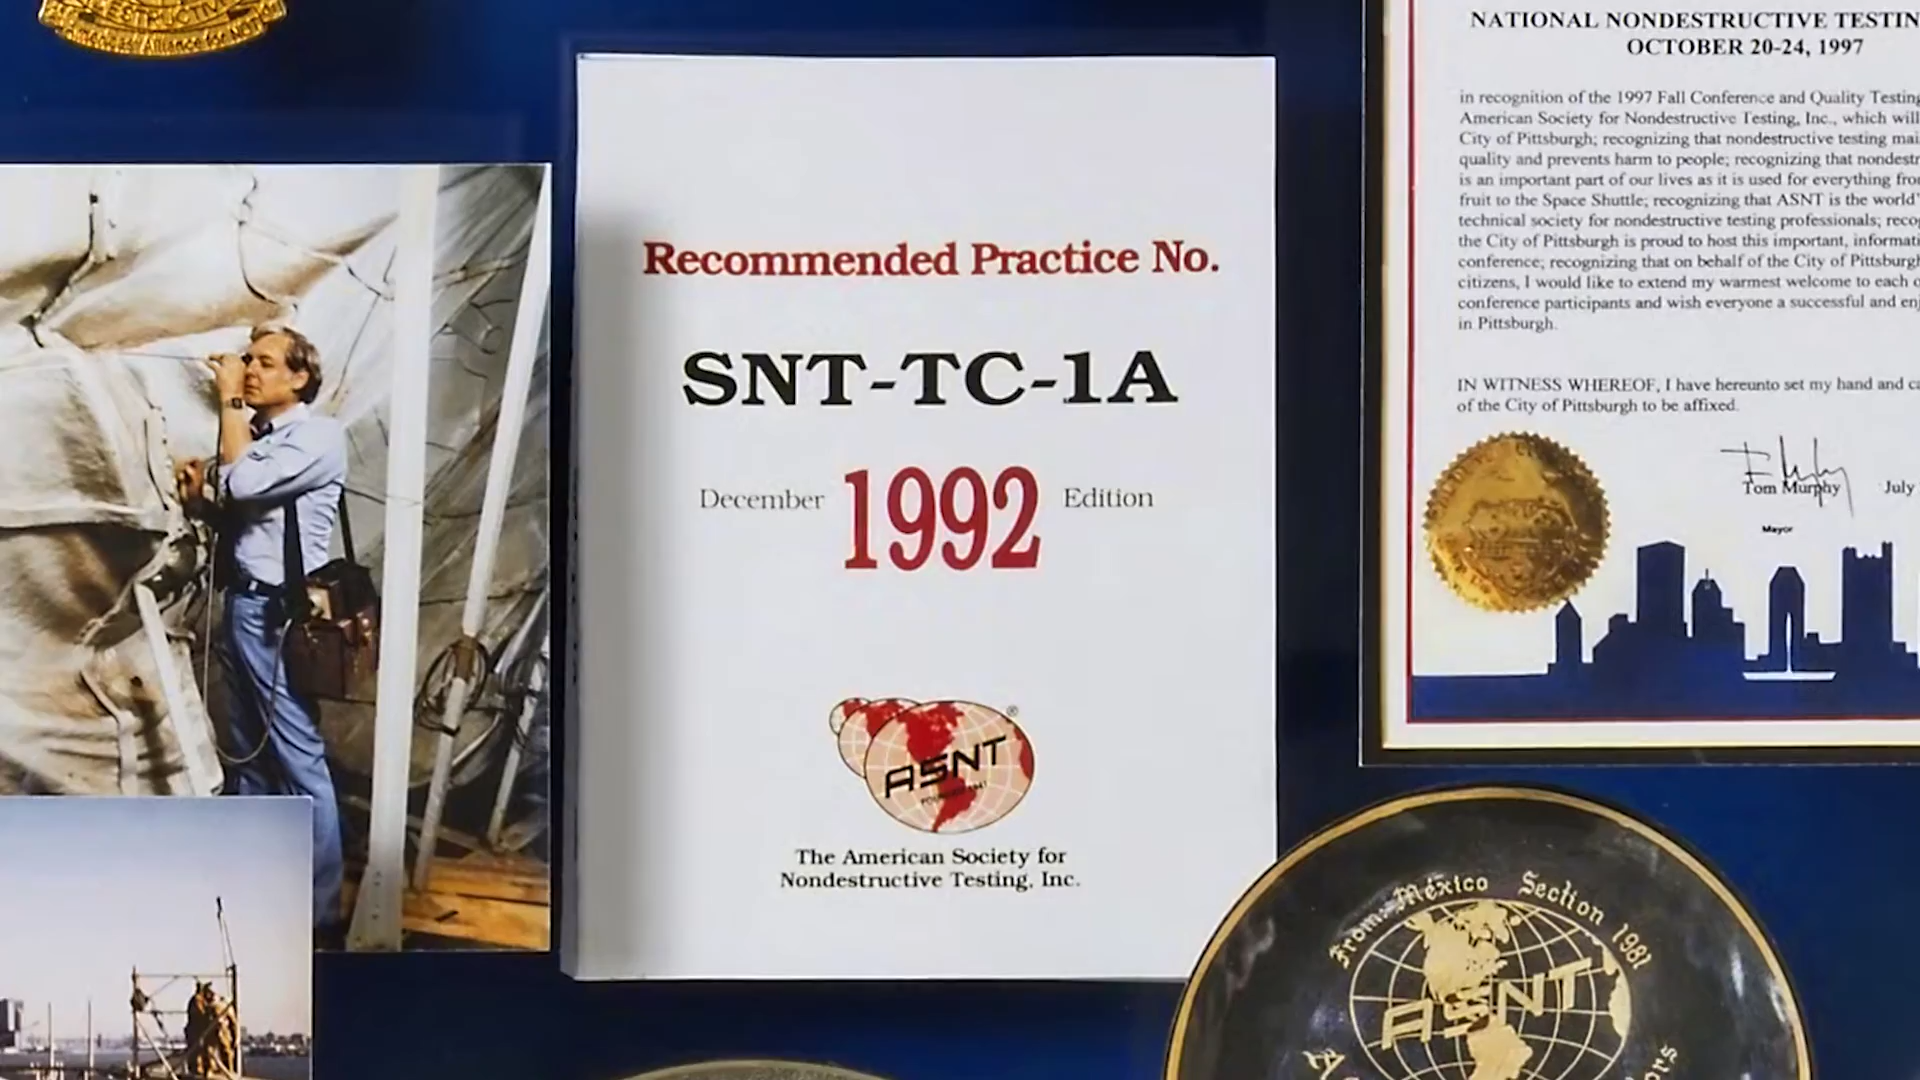 Recommended Practice No.
SNT-TC-1A
December 1992 Edition
ASNT
The American Society for
Nondestructive Testing, Inc.
NATIONAL NONDESTRUCTIVE TESTIN
OCTOBER 20-24, 1997
in recognition of the 1997 Fall Conference and Quality Testing
American Society for Nondestructive Testing, Inc., which will
City of Pittsburgh; recognizing that nondestructive testing mai
quality and prevents harm to people; recognizing that nondestr
is an important part of our lives as it is used for everything fro
fruit to the Space Shuttle; recognizing that ASNT is the world'
technical society for nondestructive testing professionals; reco
the City of Pittsburgh is proud to host this important, informati
conference; recognizing that on behalf of the City of Pittsburgh
citizens, I would like to extend my warmest welcome to each o
conference participants and wish everyone a successful and en
in Pittsburgh.
IN WITNESS WHEREOF, I have hereunto set my hand and ca
of the City of Pittsburgh to be affixed.
Tom Murphy July
Mayor
From: México Section 1981
ASNT